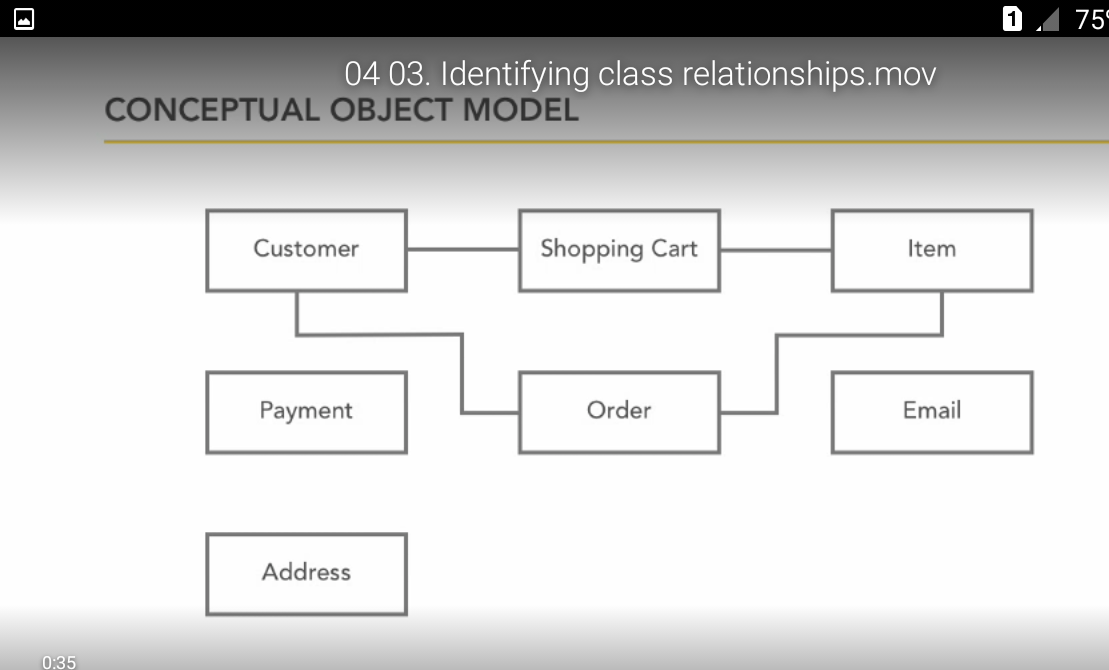 1 75%
04 03. Identifying class relationships.mov
CONCEPTUAL OBJECT MODEL
Customer Shopping Cart Item
Payment Order Email
Address
0:35